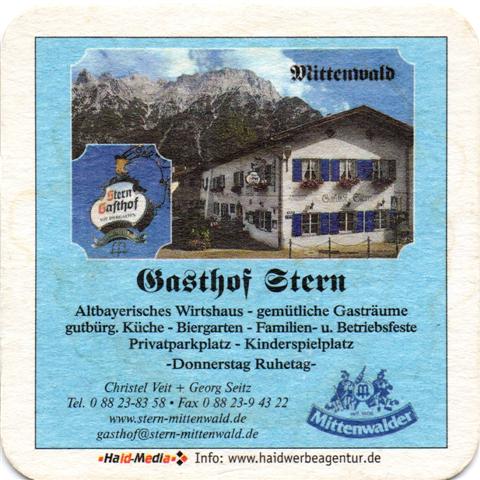 Mittenwald
Stern
Gasthof
Gasthof Stern
Gasthof Stern
Altbayerisches Wirtshaus - gemütliche Gasträume
gutbürg. Küche - Biergarten - Familien- u. Betriebsfeste
Privatparkplatz - Kinderspielplatz
-Donnerstag Ruhetag-
Christel Veit + Georg Seitz
Tel. 0 88 23-83 58 • Fax 0 88 23-9 43 22
www.stern-mittenwald.de
gasthof@stern-mittenwald.de
Mittenwalder
•Haid-Media• Info: www.haidwerbeagentur.de